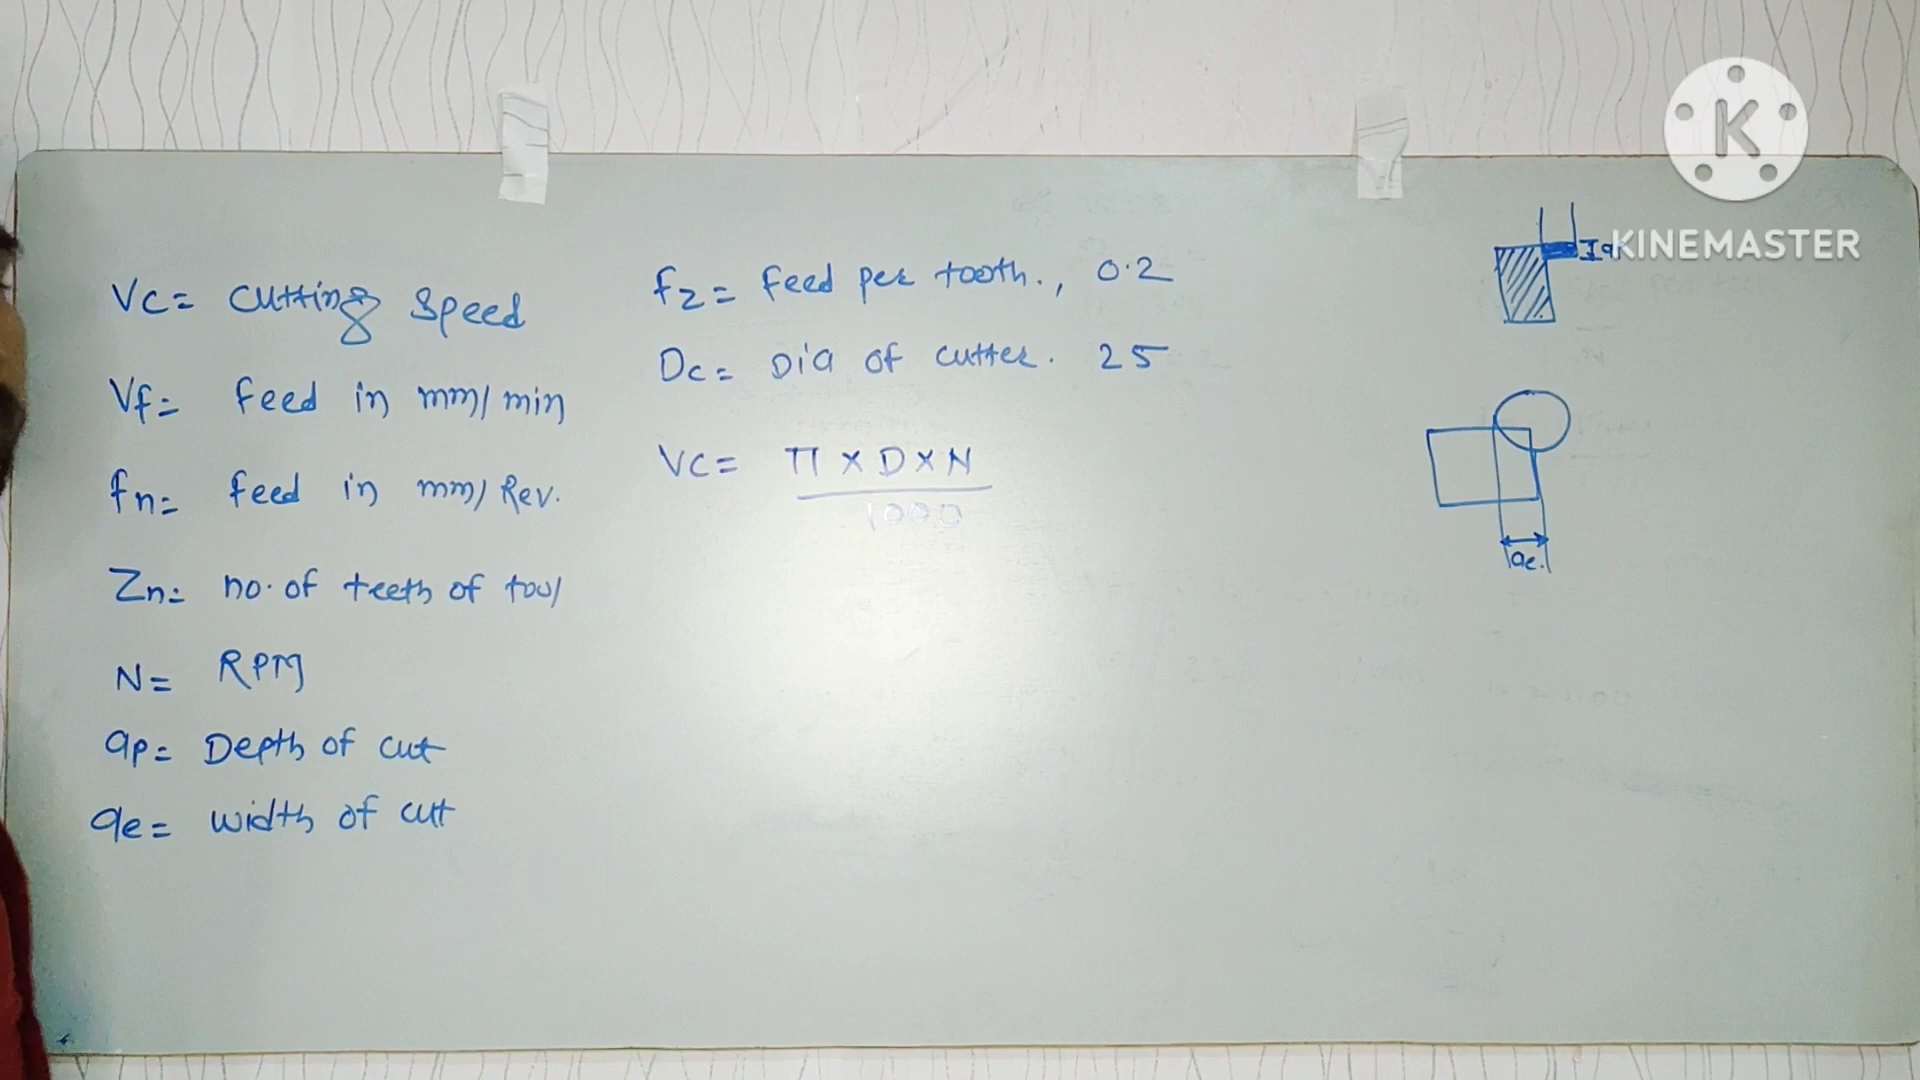 Vc = cutting speed
Vf = feed in mm/min
fn = feed in mm/Rev.
Zn = no. of teeth of tool
N = RPM
ap = Depth of cut
ae = width of cut
fz = feed per tooth., 0.2
Dc = Dia of cutter. 25
Vc = π x D x N
1000
K
KINEMASTER
ae.